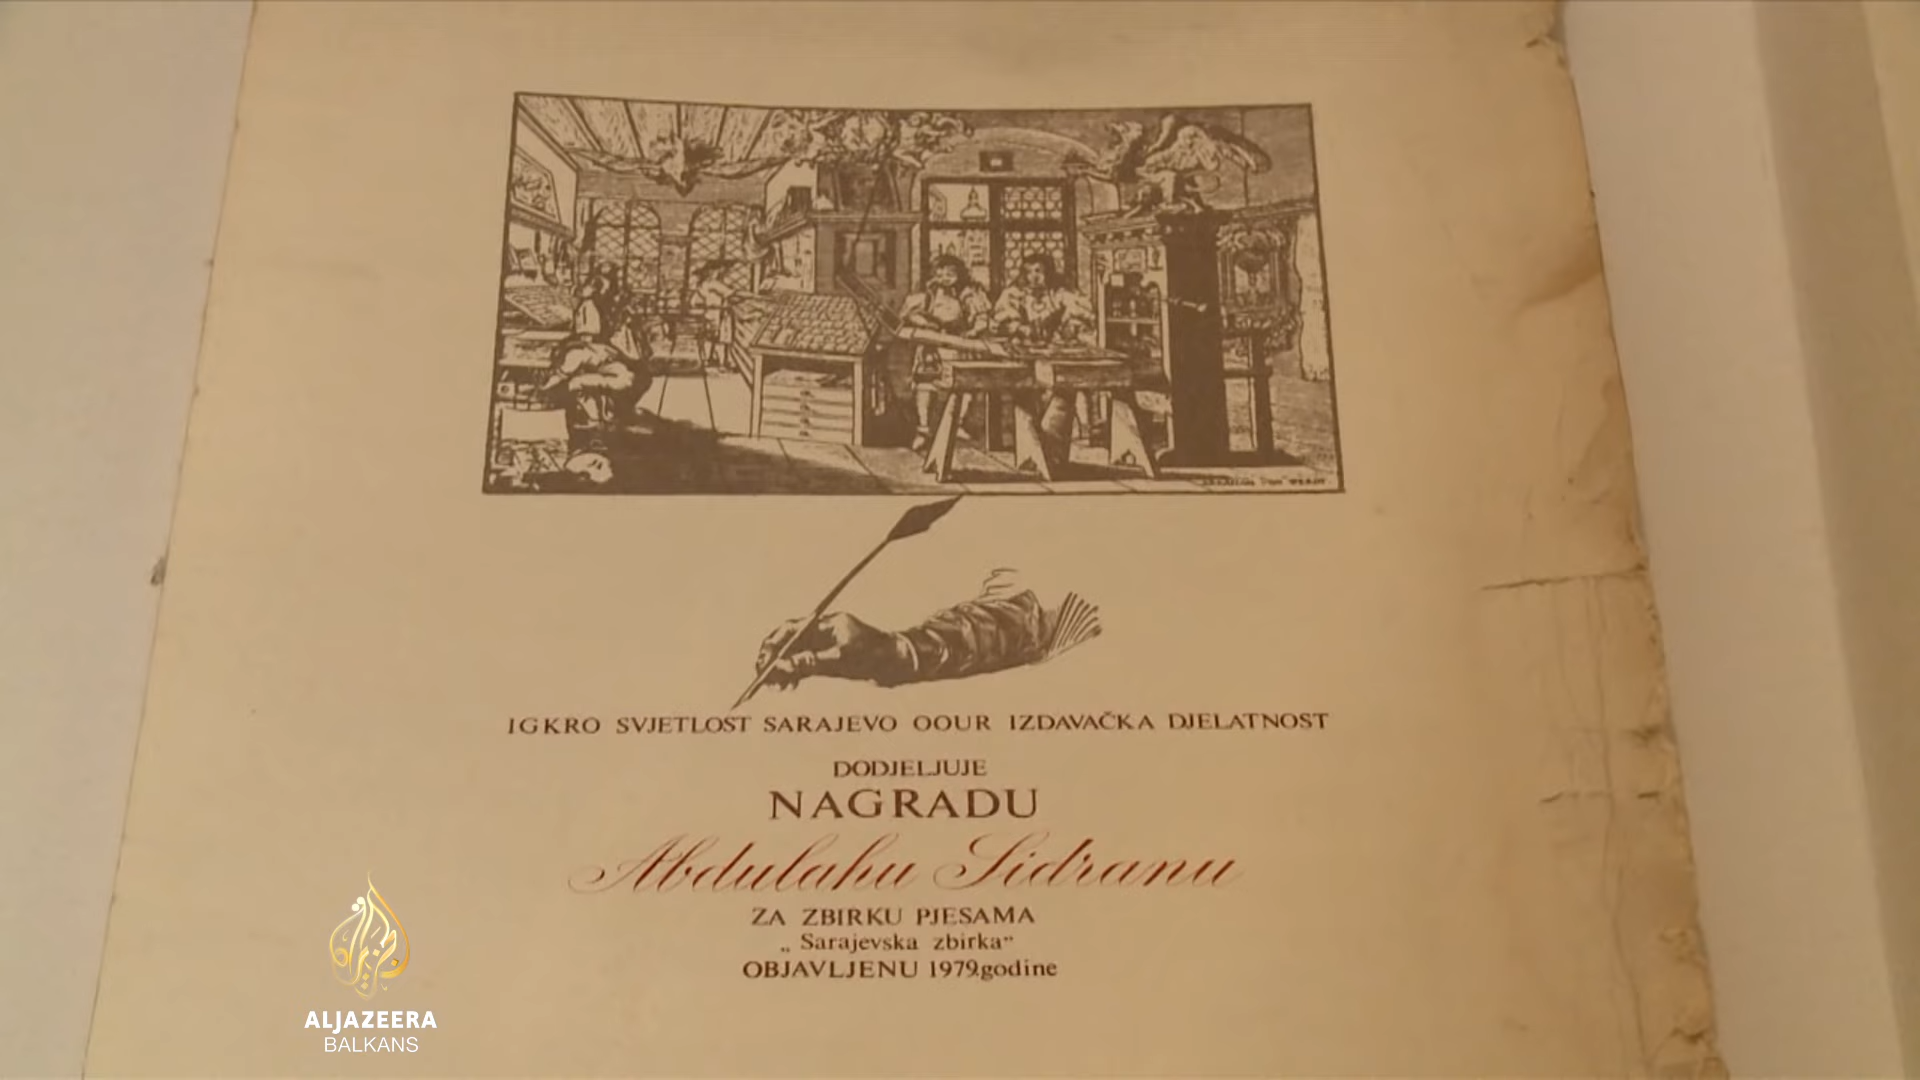 IGKRO SVJETLOST SARAJEVO OOUR IZDAVAČKA DJELATNOST
DODJELJUJE
NAGRADU
Abdulahu Sidranu
ZA ZBIRKU PJESAMA
„Sarajevska zbirka”
OBJAVLJENU 1979.godine
ALJAZEERA
BALKANS